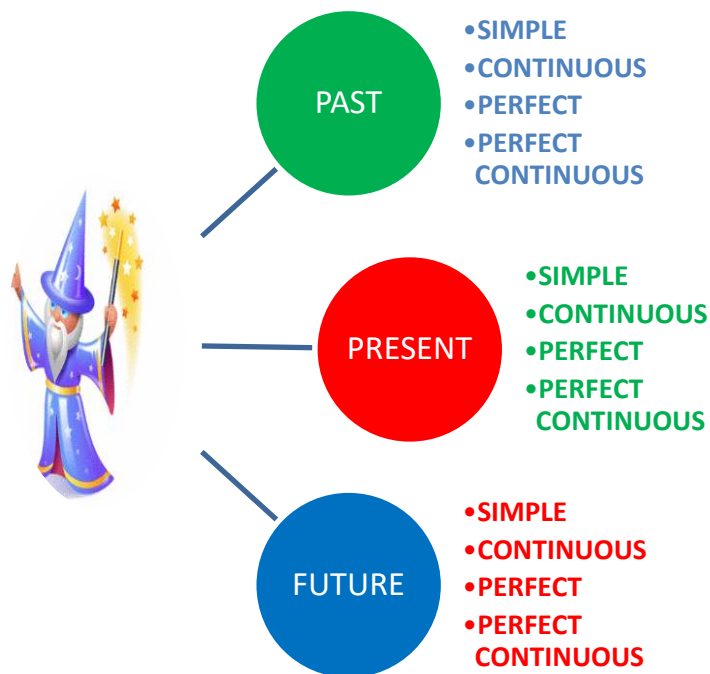 PAST
•SIMPLE
•CONTINUOUS
•PERFECT
•PERFECT
CONTINUOUS
PRESENT
•SIMPLE
•CONTINUOUS
•PERFECT
•PERFECT
CONTINUOUS
FUTURE
•SIMPLE
•CONTINUOUS
•PERFECT
•PERFECT
CONTINUOUS